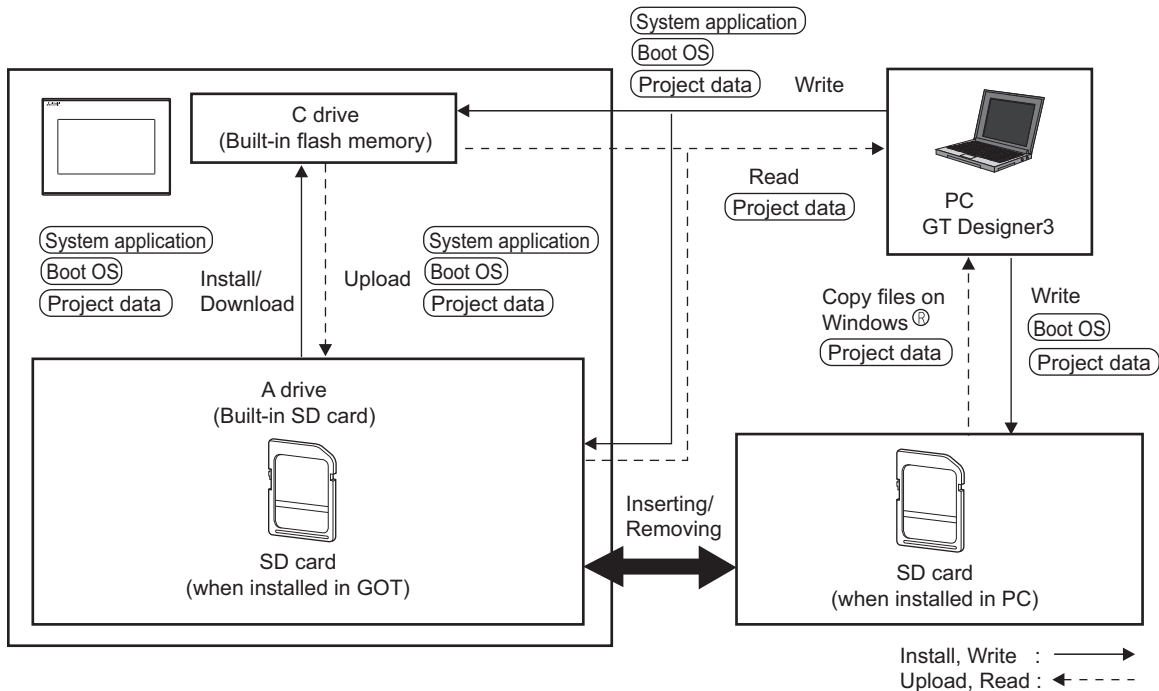 System application
Boot OS
Project data
Write
C drive
(Built-in flash memory)
Read
Project data
PC
GT Designer3
System application
Boot OS
Project data
Install/
Download
Upload
System application
Boot OS
Project data
Copy files on
Windows ®
Project data
Write
Boot OS
Project data
A drive
(Built-in SD card)
SD card
(when installed in GOT)
Inserting/
Removing
SD card
(when installed in PC)
Install, Write :
Upload, Read :